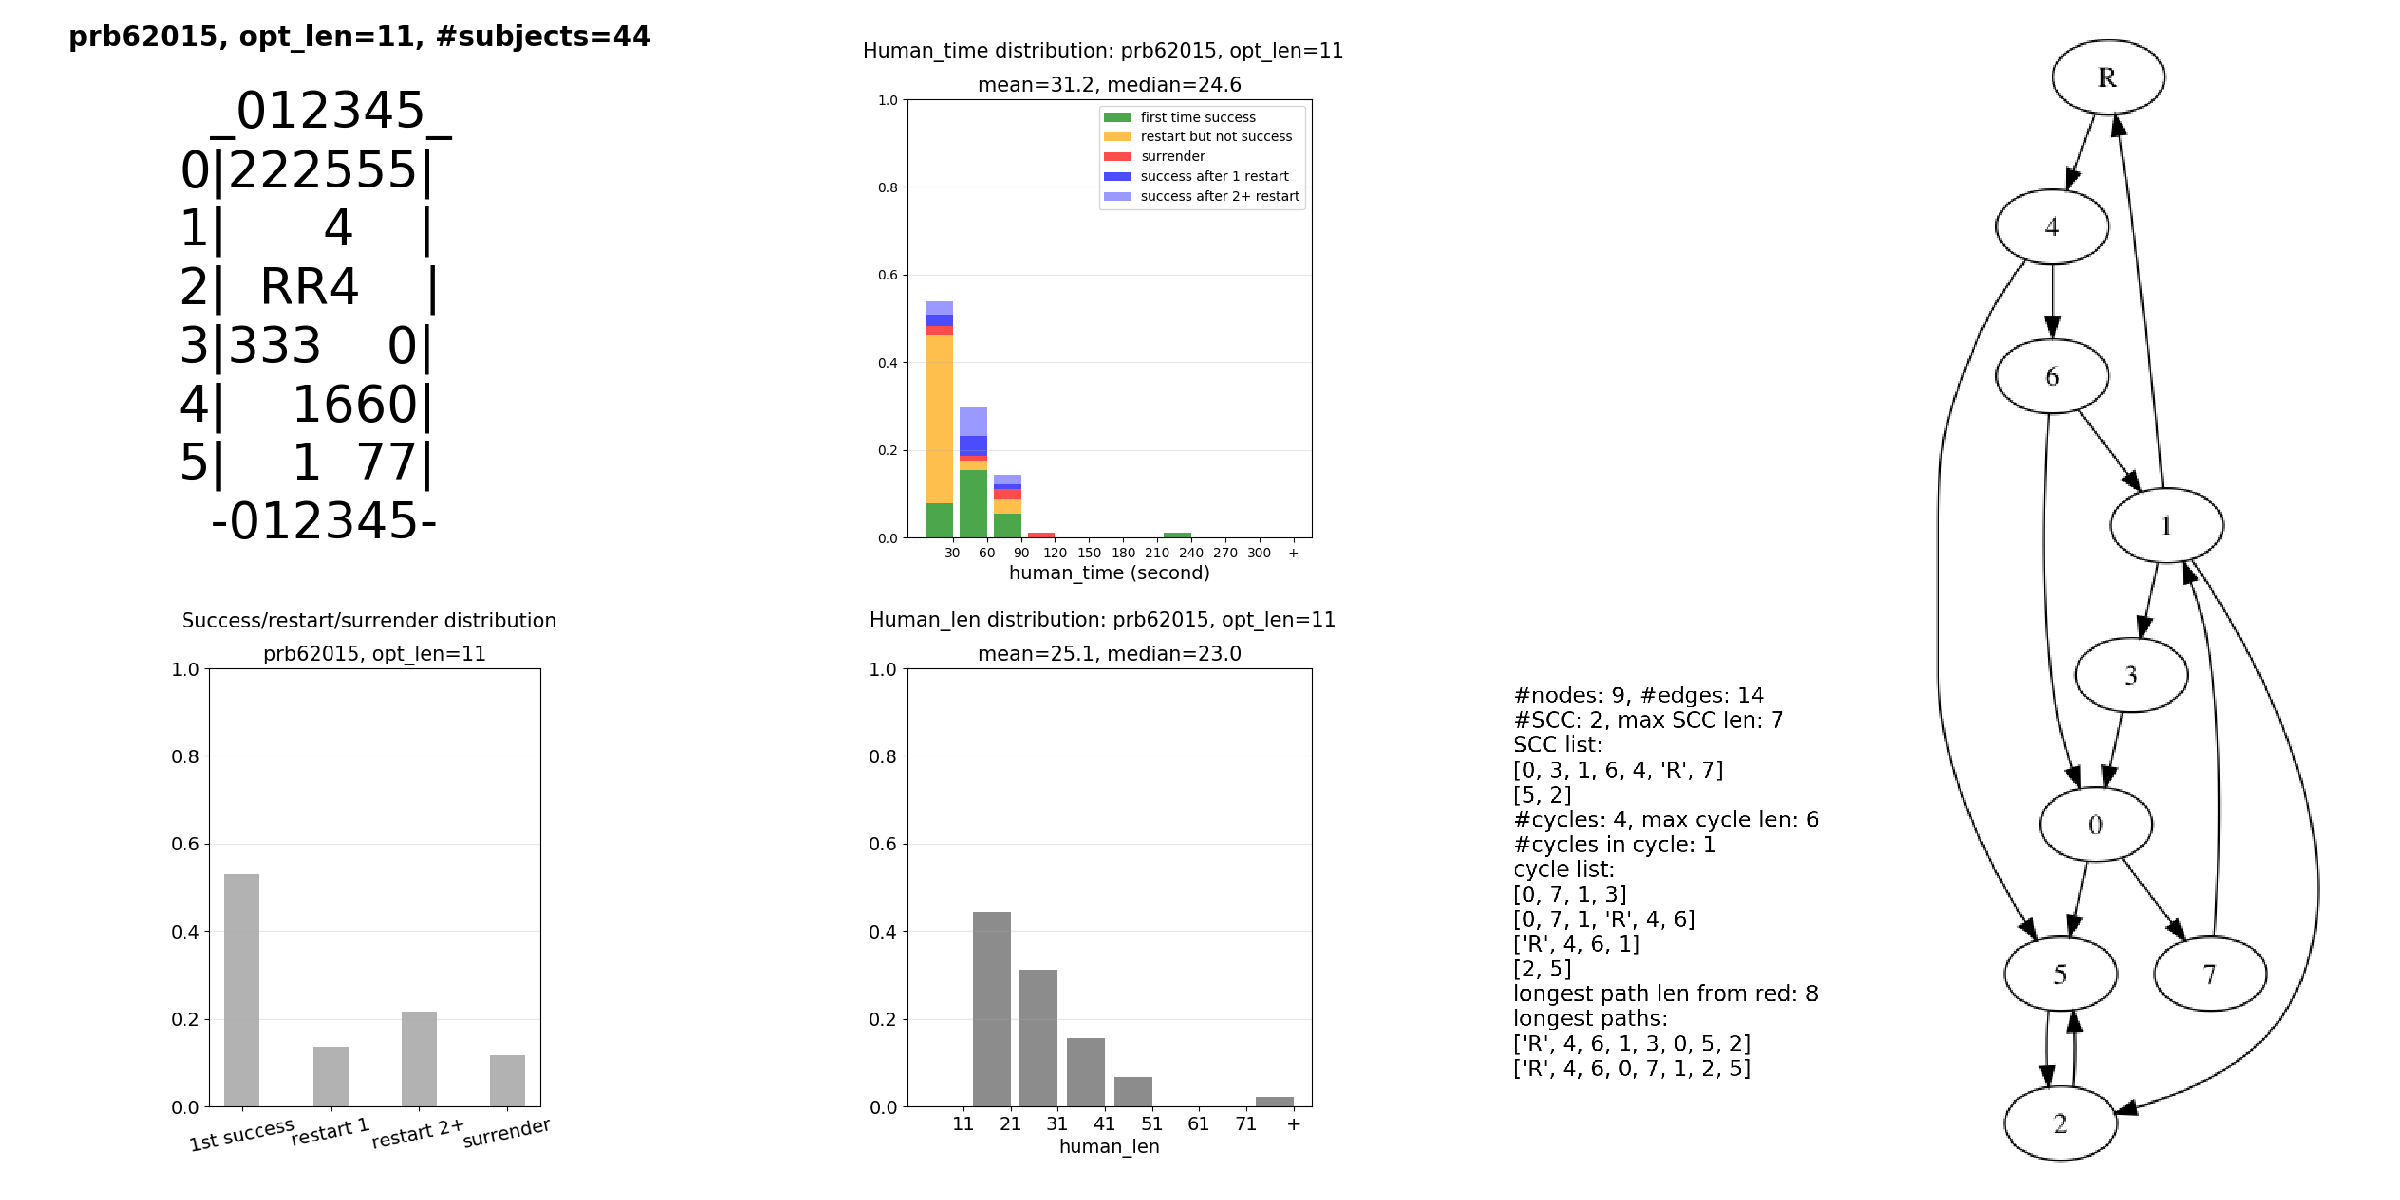 prb62015, opt_len=11, #subjects=44
_012345_
0|222555|
1|   4  |
2| RR4  |
3|333  0|
4|  1660|
5|  1 77|
-012345-
Human_time distribution: prb62015, opt_len=11
mean=31.2, median=24.6
1.0
0.8
0.6
0.4
0.2
0.0
first time success
restart but not success
surrender
success after 1 restart
success after 2+ restart
30 60 90 120 150 180 210 240 270 300 +
human_time (second)
Success/restart/surrender distribution
prb62015, opt_len=11
1.0
0.8
0.6
0.4
0.2
0.0
1st success restart 1 restart 2+ surrender
Human_len distribution: prb62015, opt_len=11
mean=25.1, median=23.0
1.0
0.8
0.6
0.4
0.2
0.0
11 21 31 41 51 61 71 +
human_len
#nodes: 9, #edges: 14
#SCC: 2, max SCC len: 7
SCC list:
[0, 3, 1, 6, 4, 'R', 7]
[5, 2]
#cycles: 4, max cycle len: 6
#cycles in cycle: 1
cycle list:
[0, 7, 1, 3]
[0, 7, 1, 'R', 4, 6]
['R', 4, 6, 1]
[2, 5]
longest path len from red: 8
longest paths:
['R', 4, 6, 1, 3, 0, 5, 2]
['R', 4, 6, 0, 7, 1, 2, 5]
R
4
6
1
3
0
5 7
2